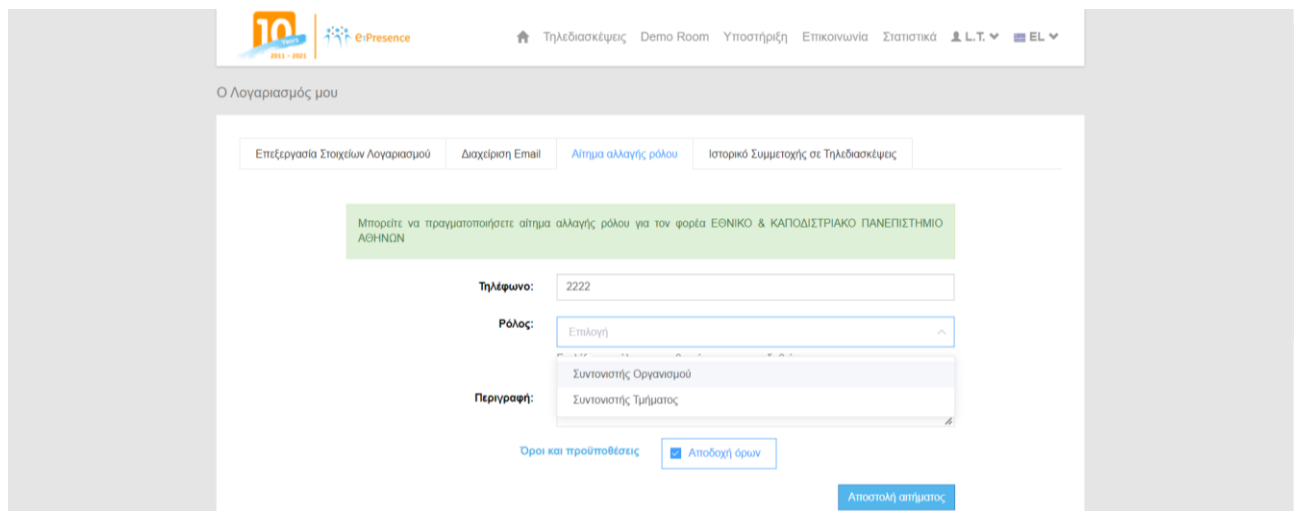 10
Years
2011 - 2021
e:Presence
Τηλεδιασκέψεις Demo Room Υποστήριξη Επικοινωνία Στατιστικά L.T. EL
Ο Λογαριασμός μου
Επεξεργασία Στοιχείων Λογαριασμού Διαχείριση Email Αίτημα αλλαγής ρόλου Ιστορικό Συμμετοχής σε Τηλεδιασκέψεις
Μπορείτε να πραγματοποιήσετε αίτημα αλλαγής ρόλου για τον φορέα ΕΘΝΙΚΟ & ΚΑΠΟΔΙΣΤΡΙΑΚΟ ΠΑΝΕΠΙΣΤΗΜΙΟ
ΑΘΗΝΩΝ
Τηλέφωνο: 2222
Ρόλος: Επιλογή
Συντονιστής Οργανισμού
Περιγραφή: Συντονιστής Τμήματος
Όροι και προϋποθέσεις Αποδοχή όρων
Αποστολή αιτήματος